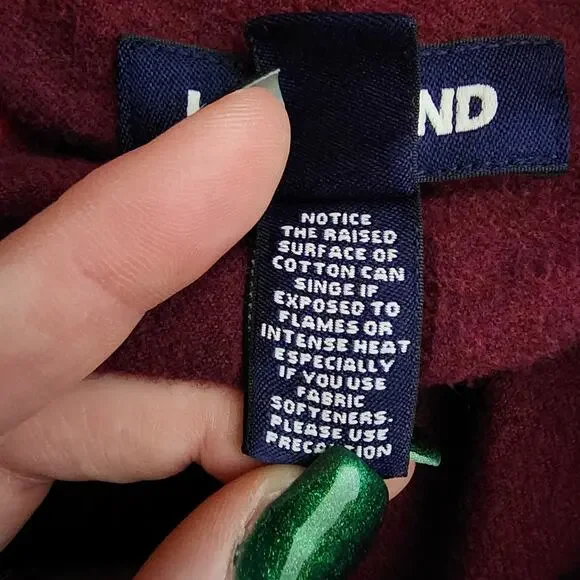 ND
NOTICE
THE RAISED
SURFACE OF
COTTON CAN
SINGE IF
EXPOSED TO
FLAMES OR
INTENSE HEAT
ESPECIALLY
IF YOU USE
FABRIC
SOFTENERS.
PLEASE USE
PRECAUTION